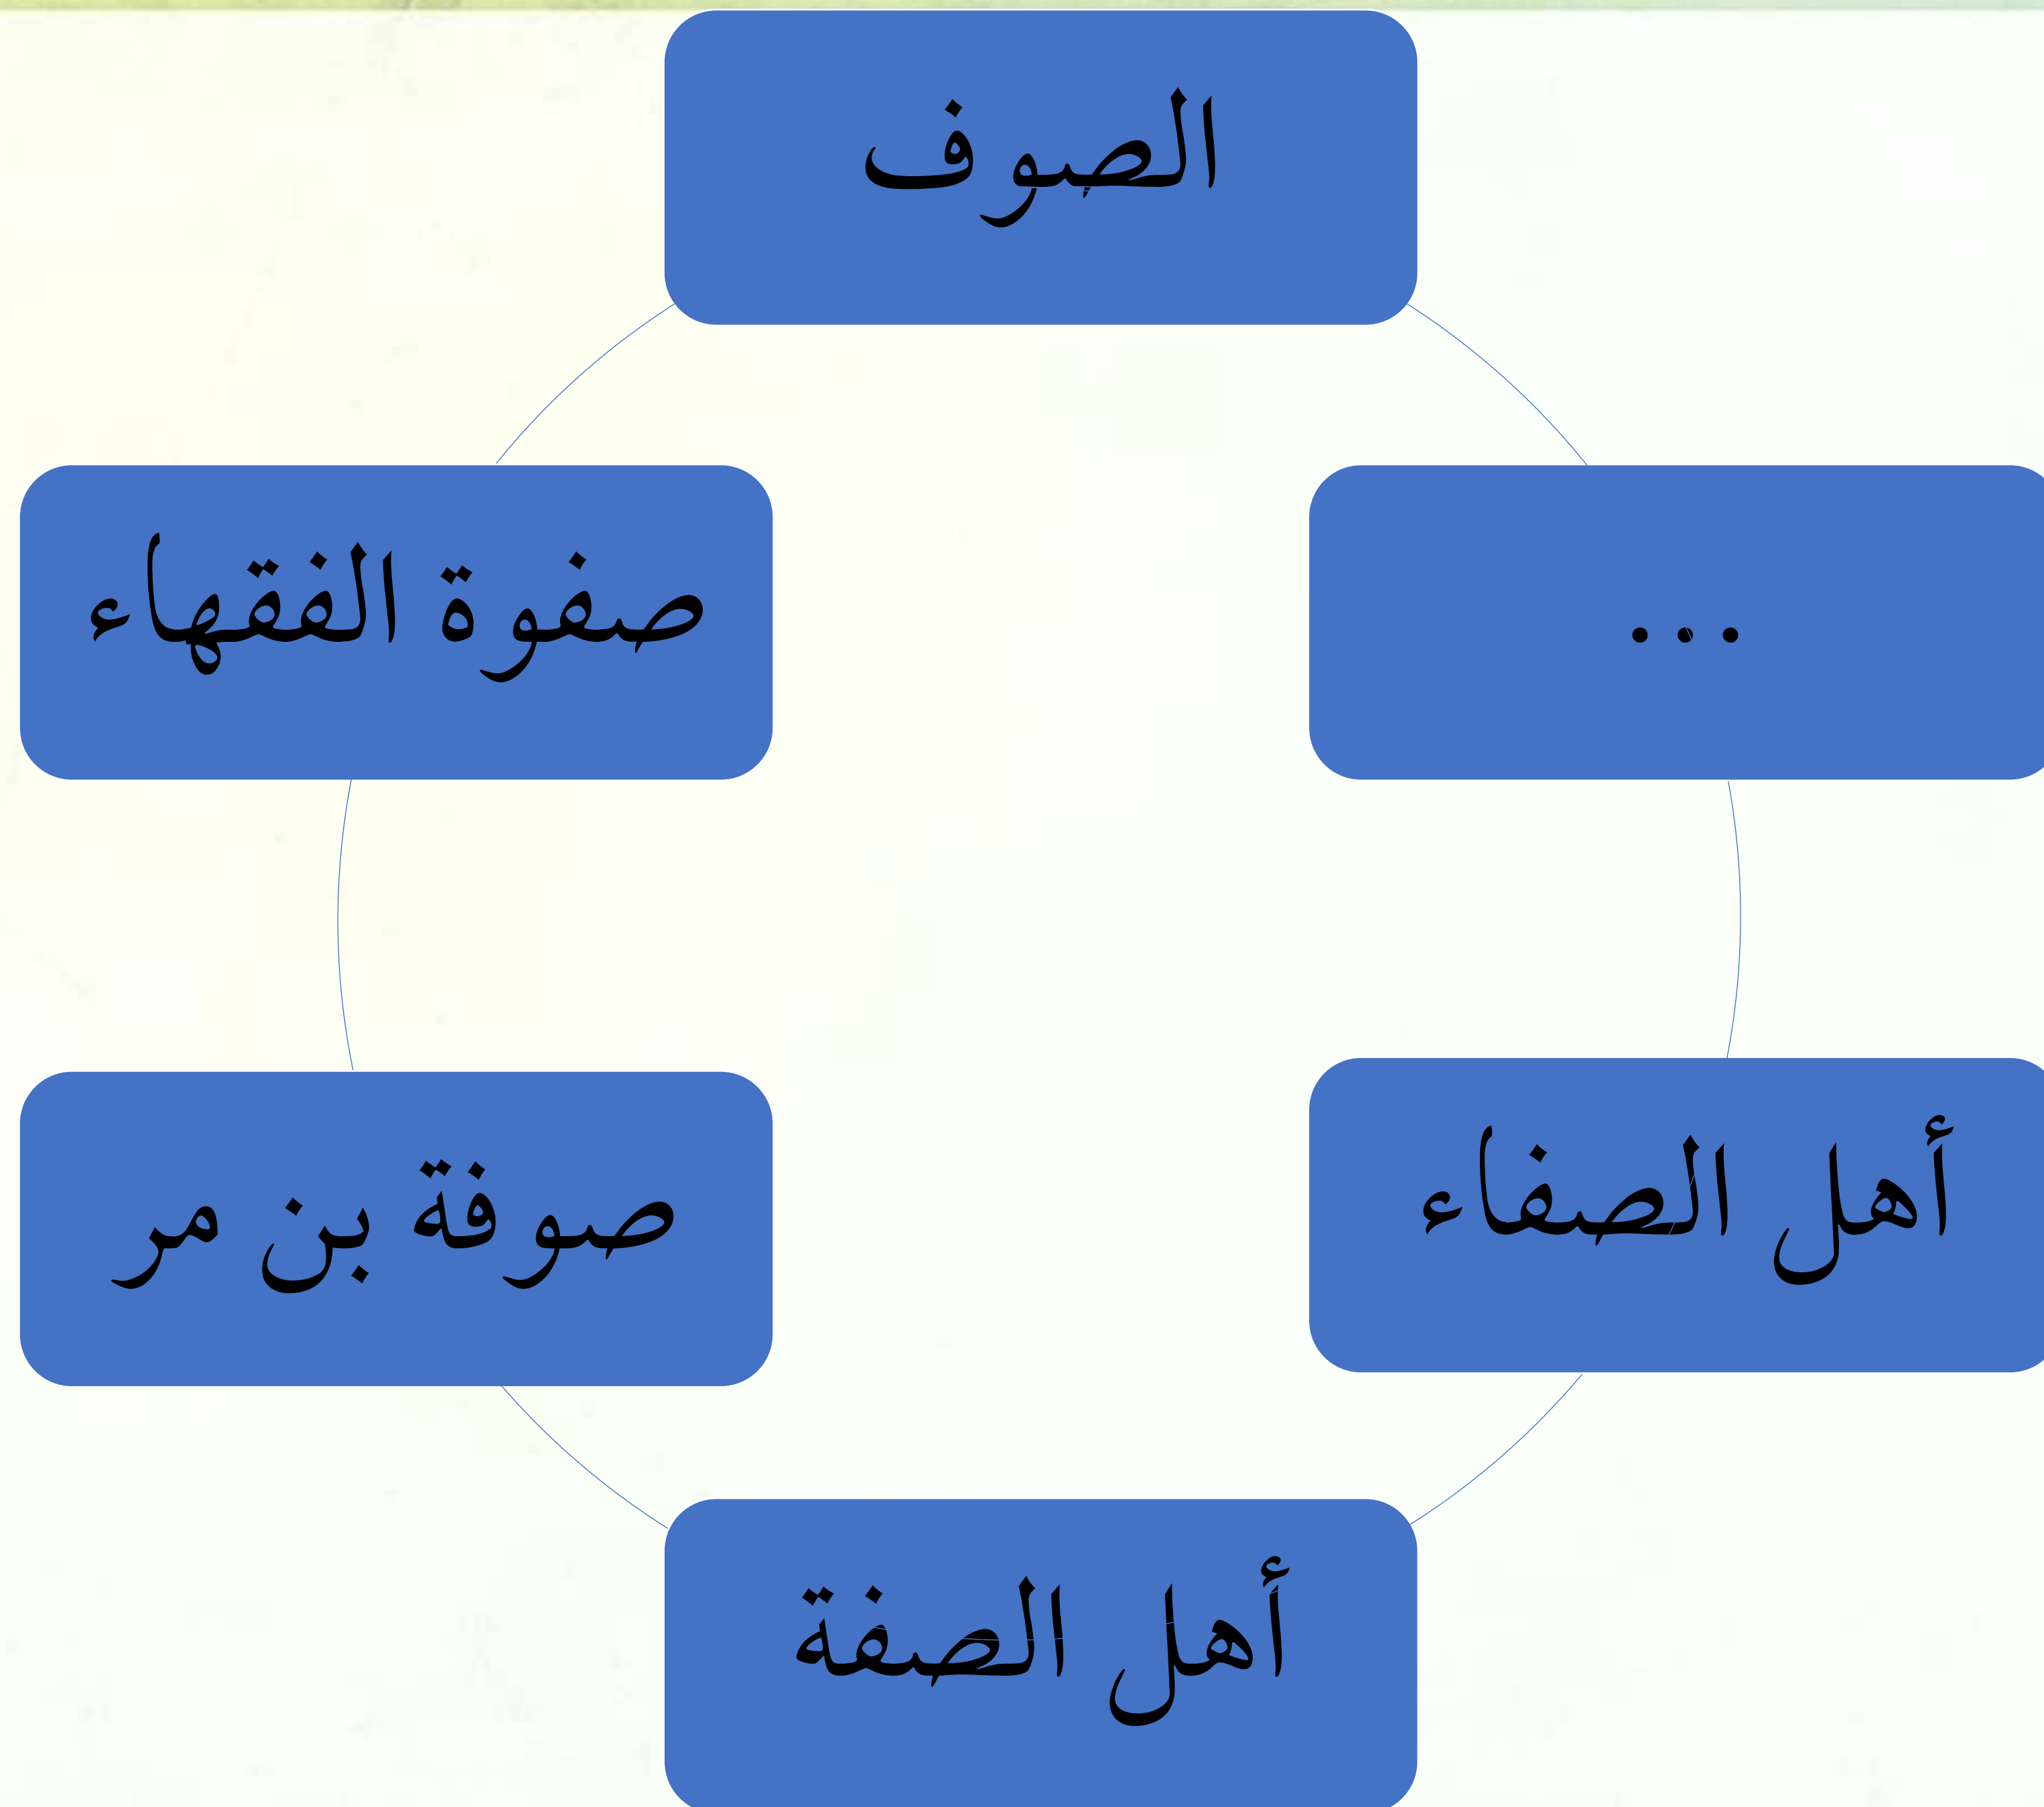 الصوف
...
صفوة الفقهاء
أهل الصفاء
صوفة بن مر
أهل الصفة